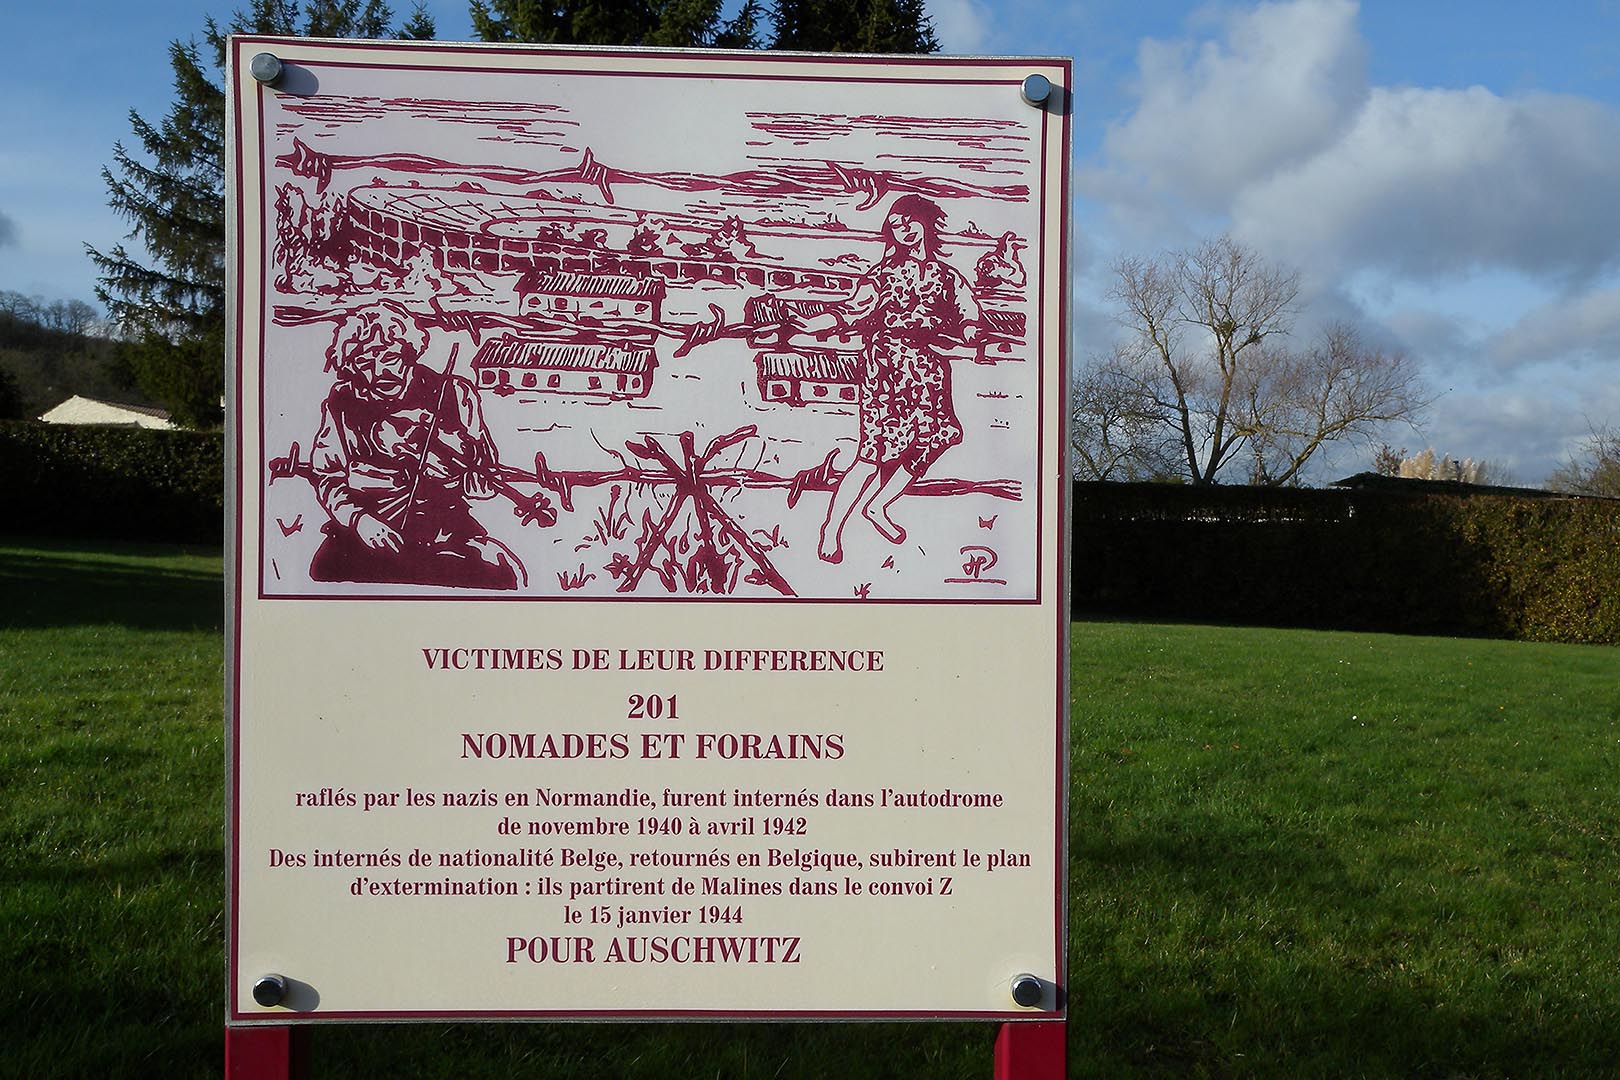 VICTIMES DE LEUR DIFFERENCE
201
NOMADES ET FORAINS
raflés par les nazis en Normandie, furent internés dans l'autodrome
de novembre 1940 à avril 1942
Des internés de nationalité Belge, retournés en Belgique, subirent le plan
d'extermination : ils partirent de Malines dans le convoi Z
le 15 janvier 1944
POUR AUSCHWITZ